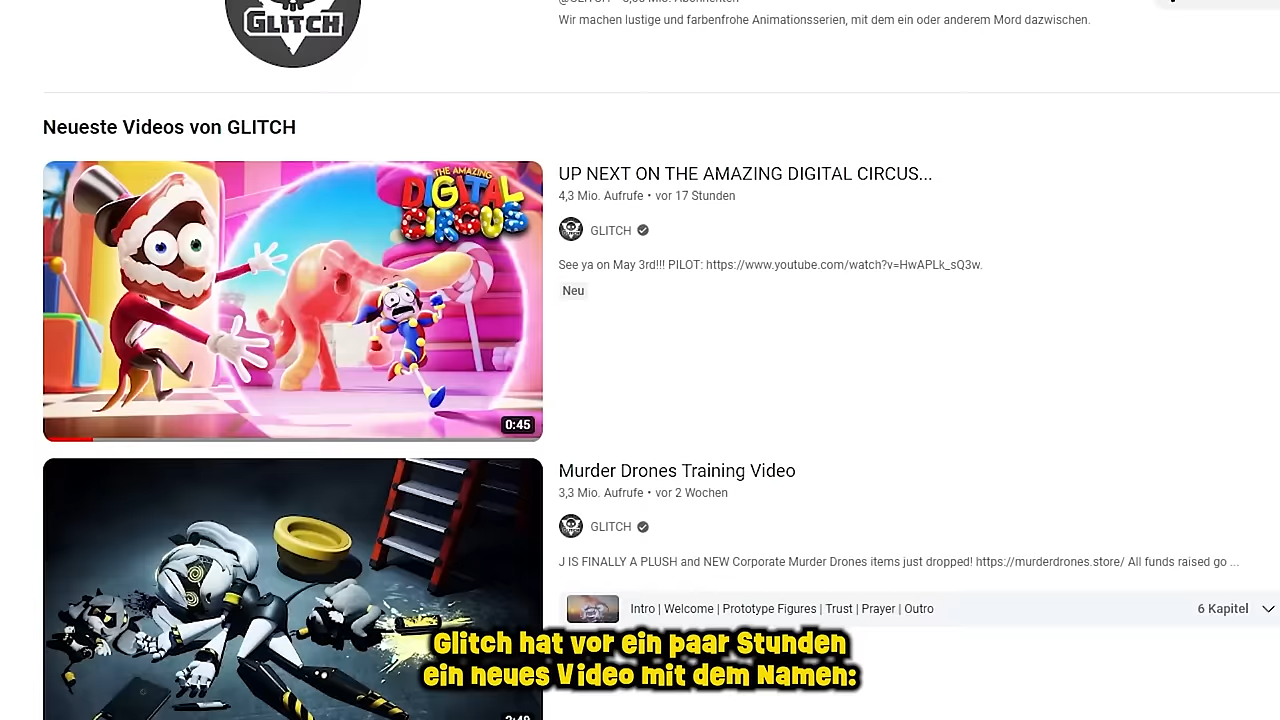 GLITCH
Wir machen lustige und farbenfrohe Animationsserien, mit dem ein oder anderem Mord dazwischen.
Neueste Videos von GLITCH
THE AMAZING
DIGITAL
CIRCUS
0:45
UP NEXT ON THE AMAZING DIGITAL CIRCUS...
4,3 Mio. Aufrufe • vor 17 Stunden
GLITCH
See ya on May 3rd!!! PILOT: https://www.youtube.com/watch?v=HwAPLk_sQ3w.
Neu
Murder Drones Training Video
3,3 Mio. Aufrufe • vor 2 Wochen
GLITCH
J IS FINALLY A PLUSH and NEW Corporate Murder Drones items just dropped! https://murderdrones.store/ All funds raised go ...
Intro | Welcome | Prototype Figures | Trust | Prayer | Outro
6 Kapitel
Glitch hat vor ein paar Stunden
ein neues Video mit dem Namen: